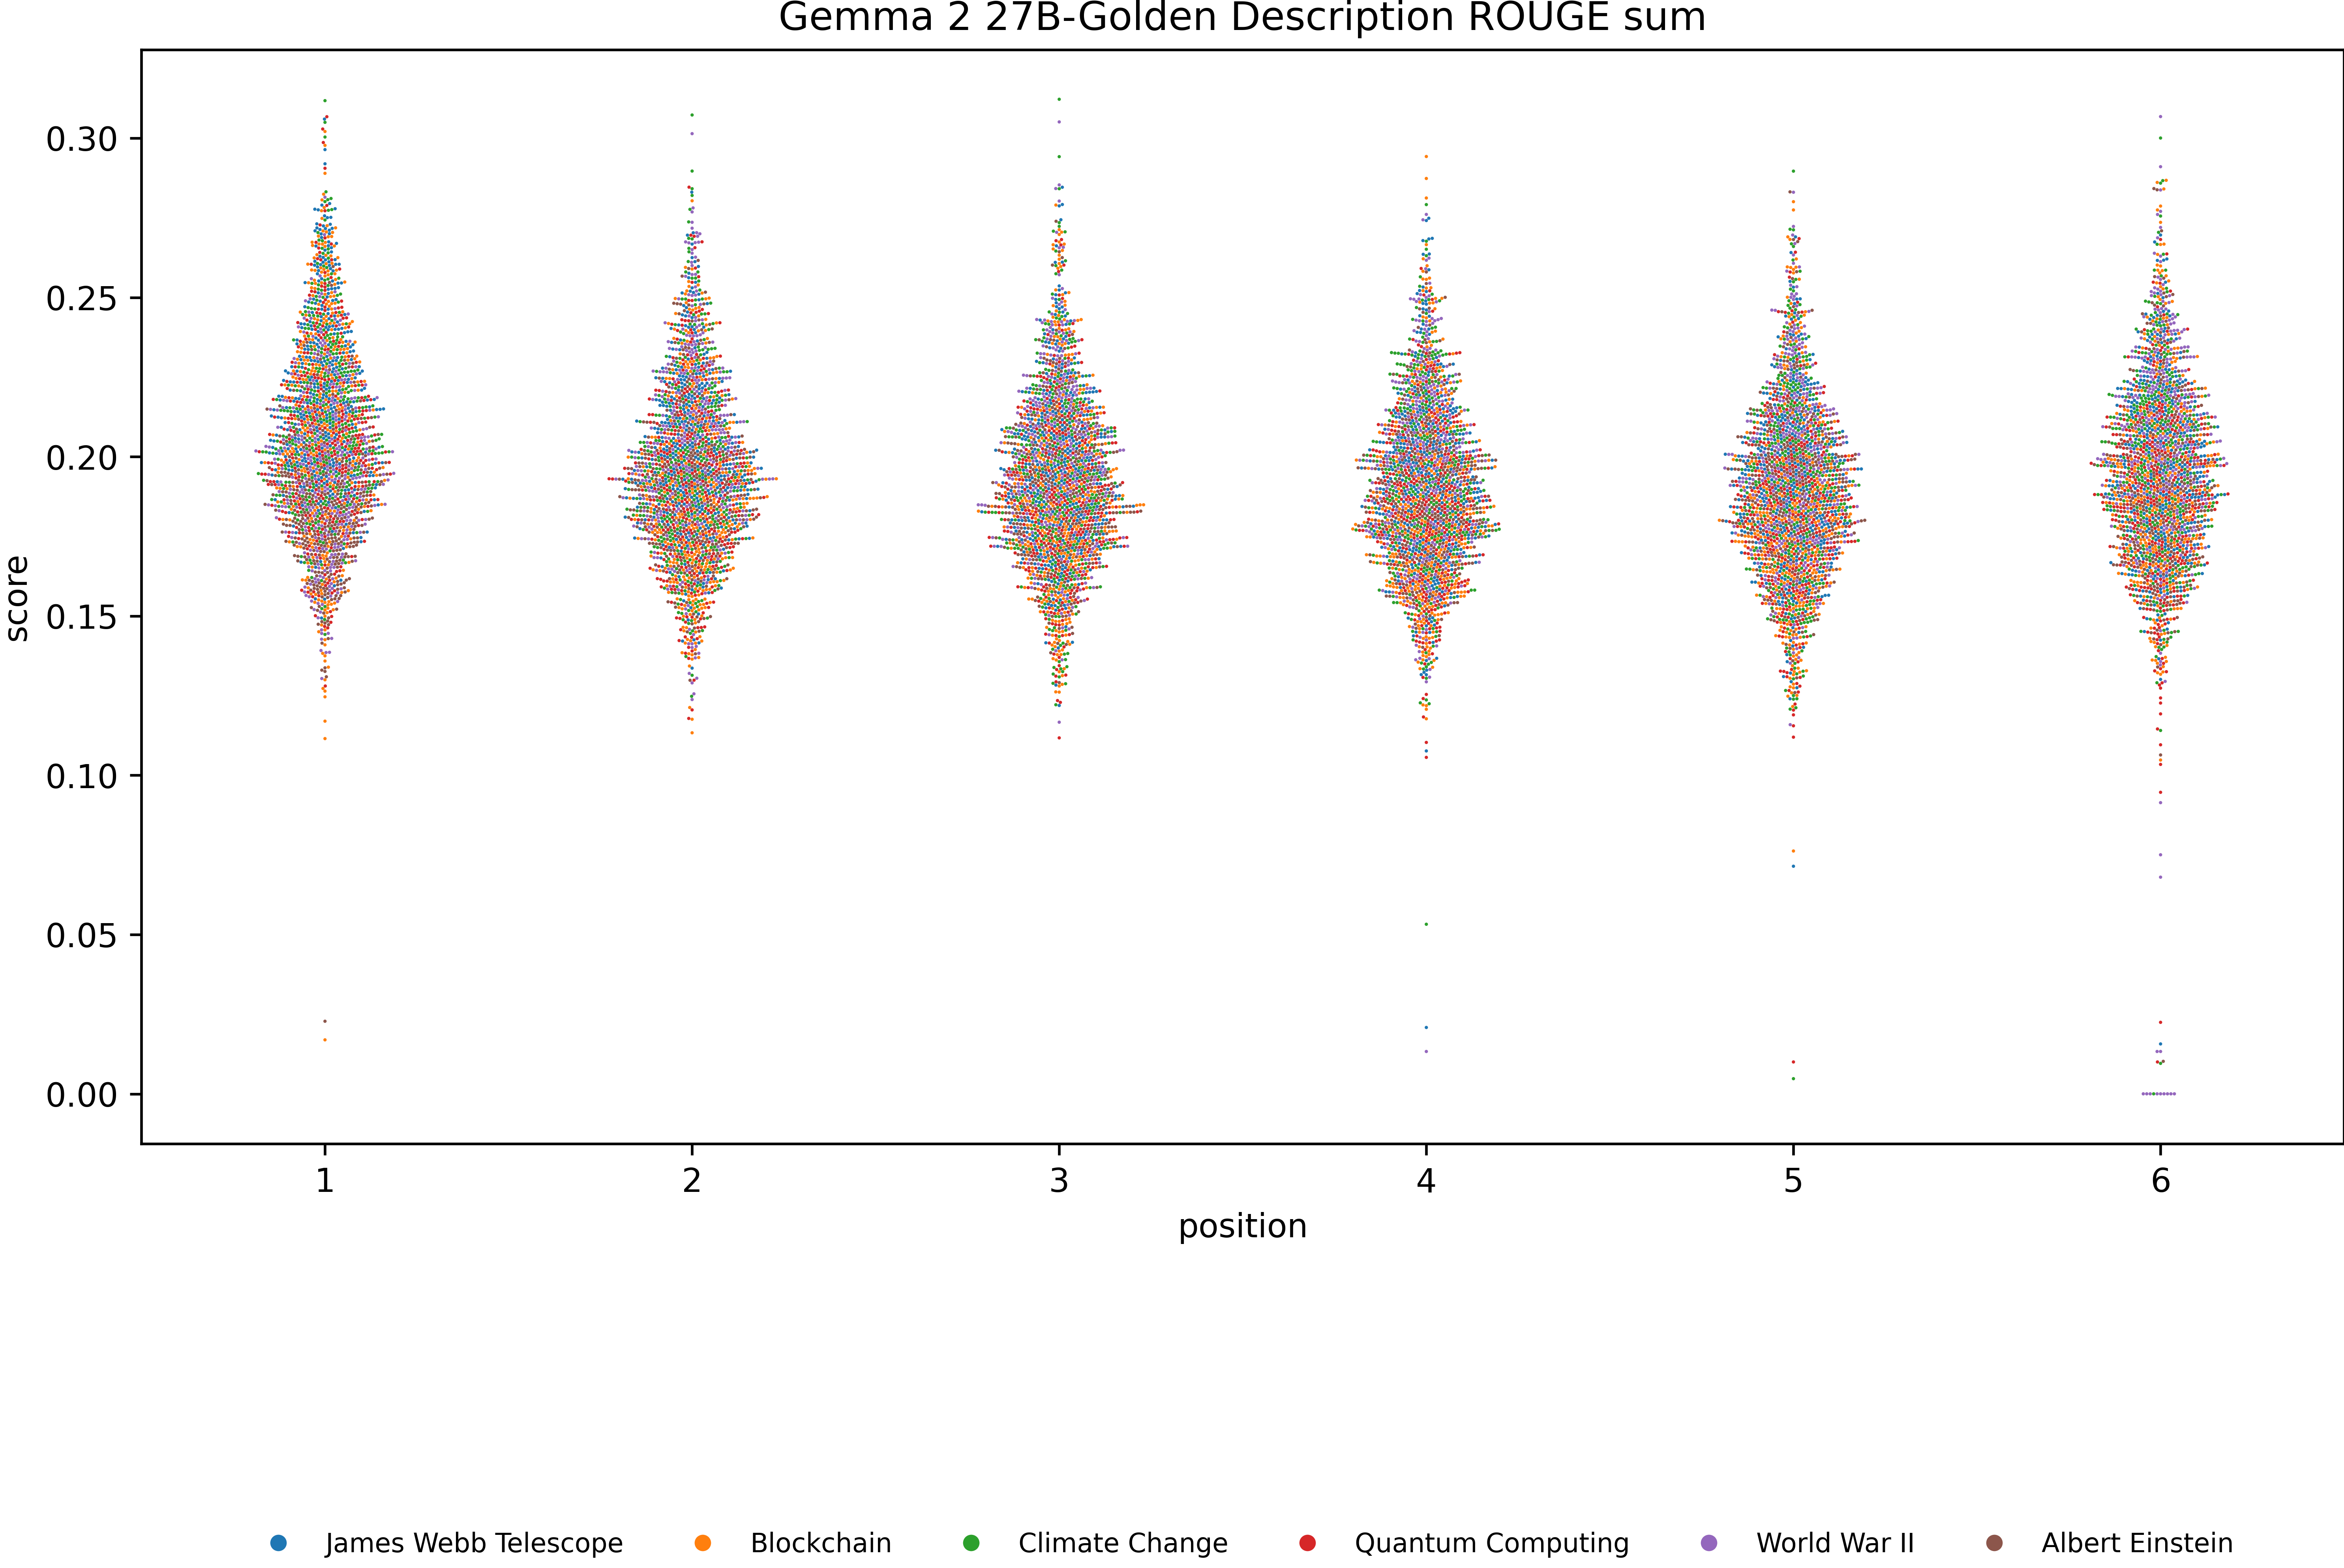 Gemma 2 27B-Golden Description ROUGE sum
score
0.30
0.25
0.20
0.15
0.10
0.05
0.00
1 2 3 4 5 6
position
James Webb Telescope Blockchain Climate Change Quantum Computing World War II Albert Einstein